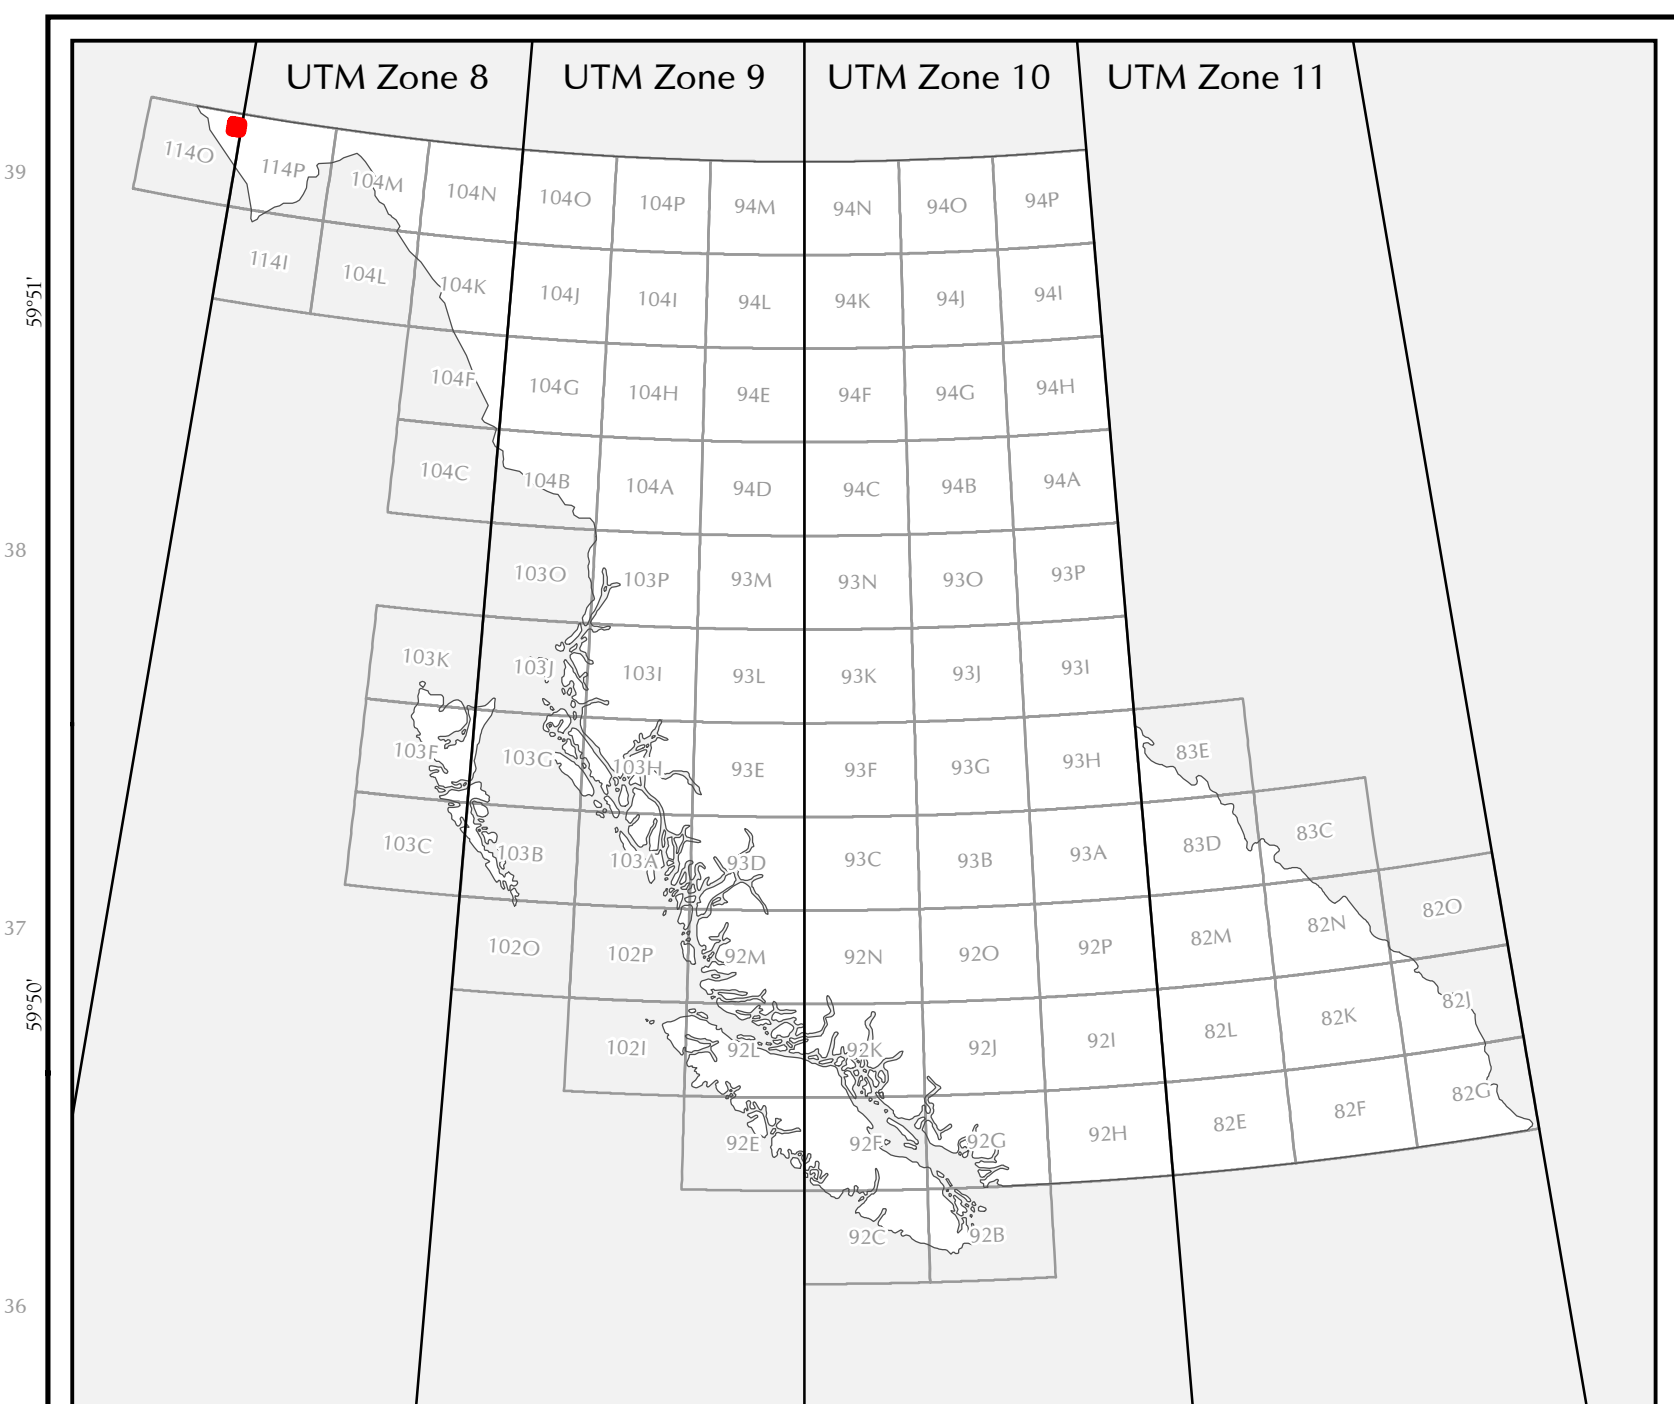 UTM Zone 8 UTM Zone 9 UTM Zone 10 UTM Zone 11
39
38
37
36
59°51'
59°50'
114O 114P 104M 104N 104O 104P 94M 94N 94O 94P
114I 104L 104K 104J 104I 94L 94K 94J 94I
104F 104G 104H 94E 94F 94G 94H
104C 104B 104A 94D 94C 94B 94A
103O 103P 93M 93N 93O 93P
103K 103J 103I 93L 93K 93J 93I
103F 103G 103H 93E 93F 93G 93H 83E
103C 103B 103A 93D 93C 93B 93A 83D 83C
102O 102P 92M 92N 92O 92P 82M 82N 82O
102I 92L 92K 92J 92I 82L 82K 82J
92E 92F 92G 92H 82E 82F 82G
92C 92B